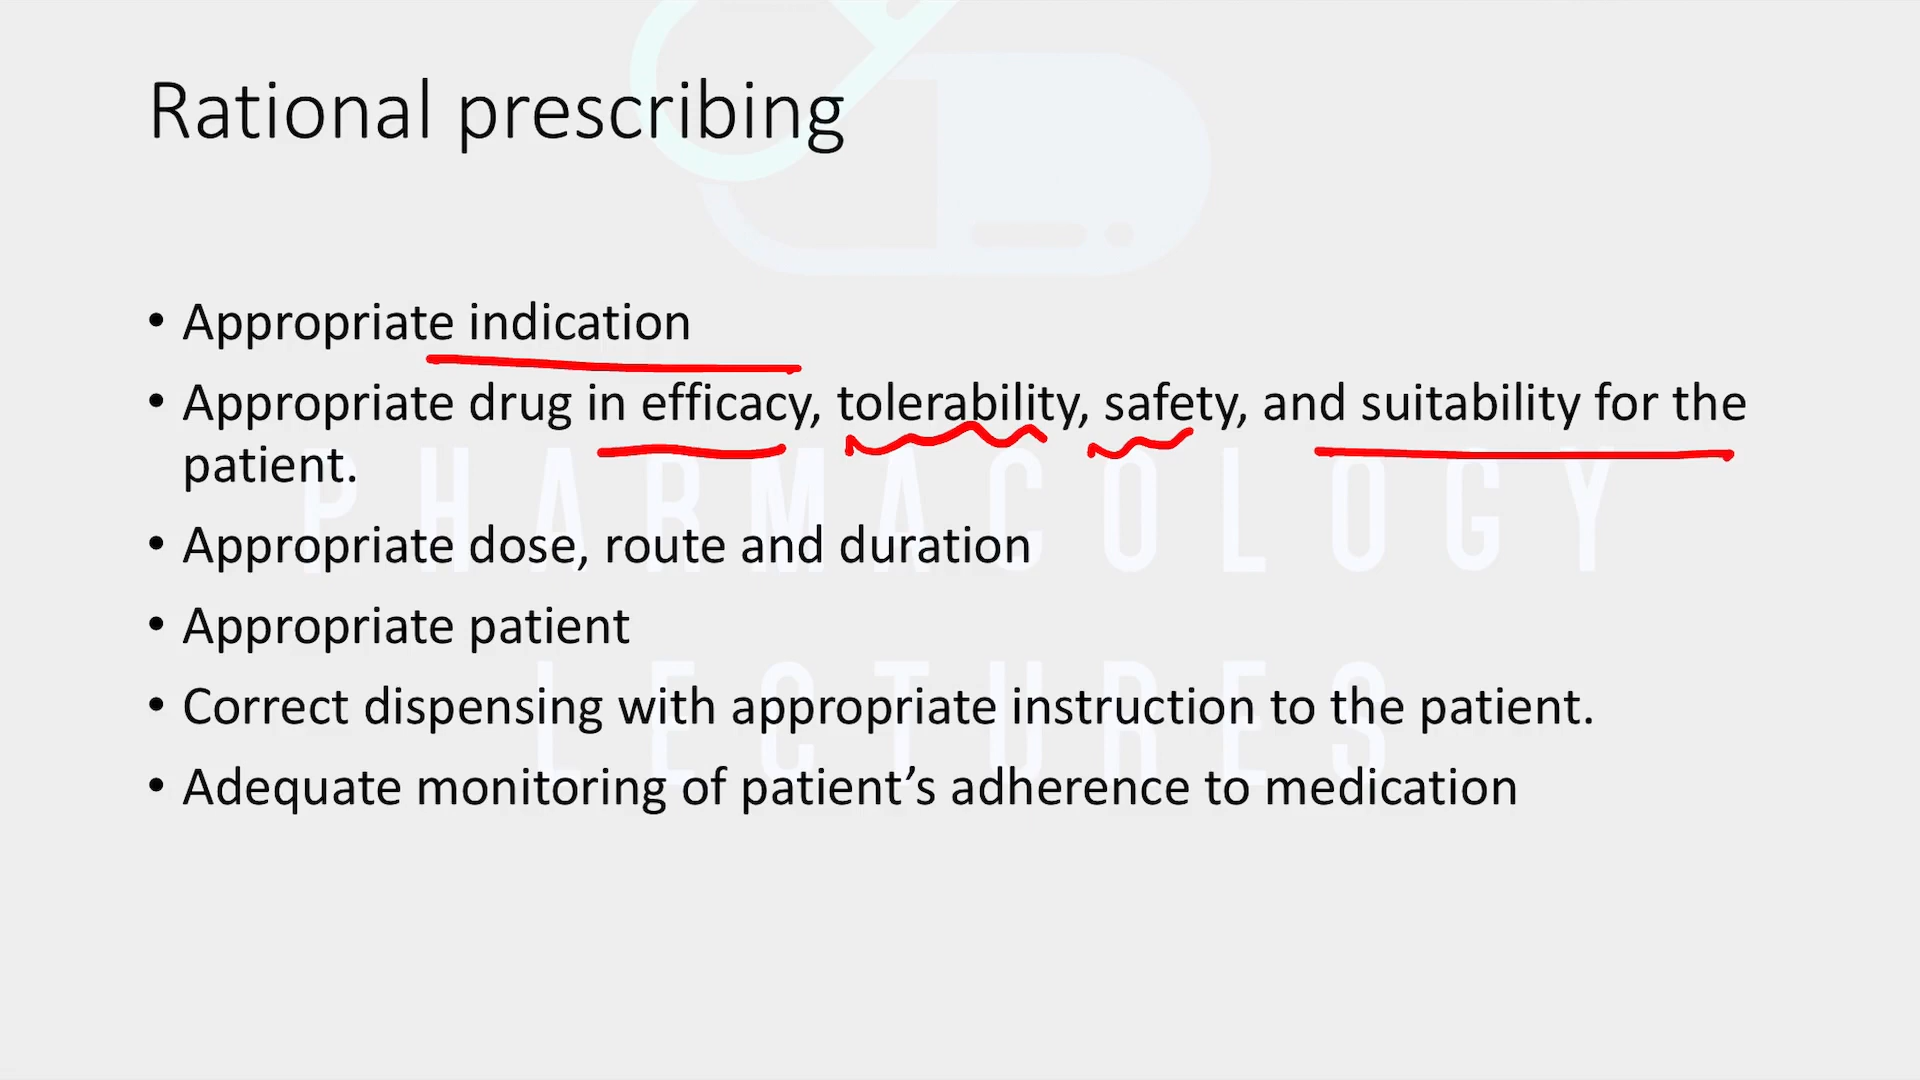 Rational prescribing
• Appropriate indication
• Appropriate drug in efficacy, tolerability, safety, and suitability for the
patient.
• Appropriate dose, route and duration
• Appropriate patient
• Correct dispensing with appropriate instruction to the patient.
• Adequate monitoring of patient’s adherence to medication
PHARMACOLOGY
LECTURES